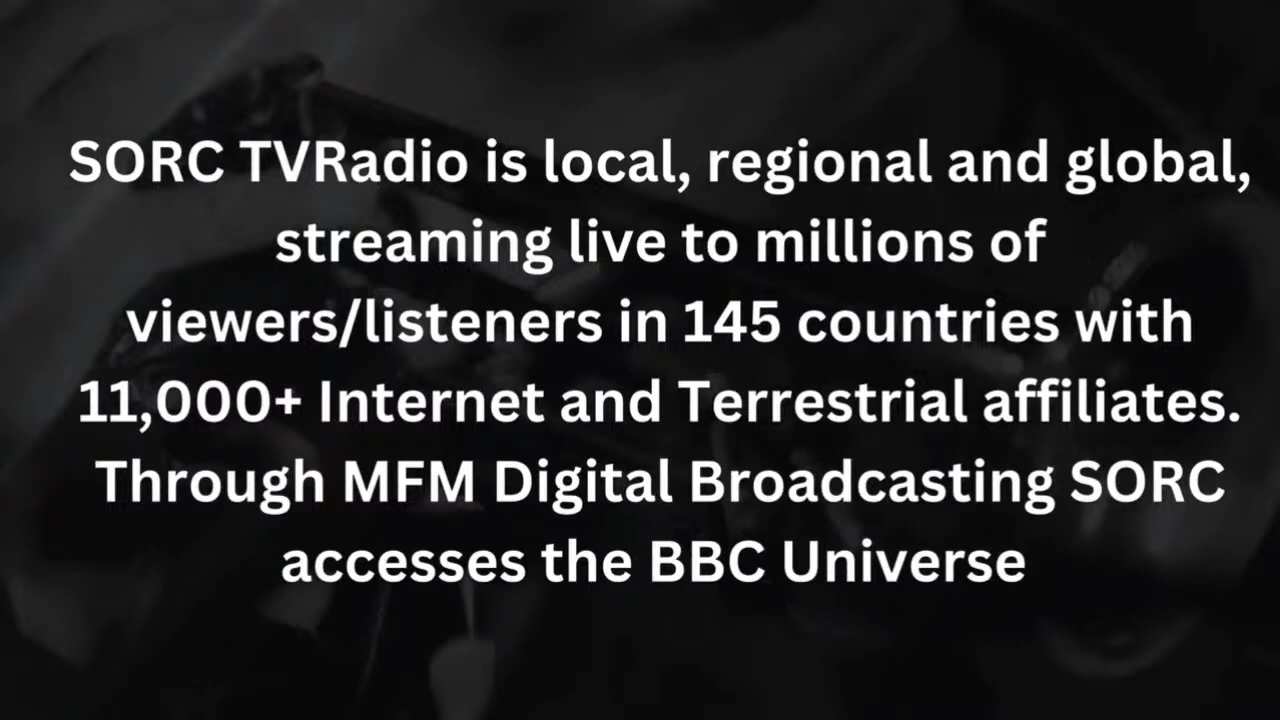 SORC TVRadio is local, regional and global,
streaming live to millions of
viewers/listeners in 145 countries with
11,000+ Internet and Terrestrial affiliates.
Through MFM Digital Broadcasting SORC
accesses the BBC Universe